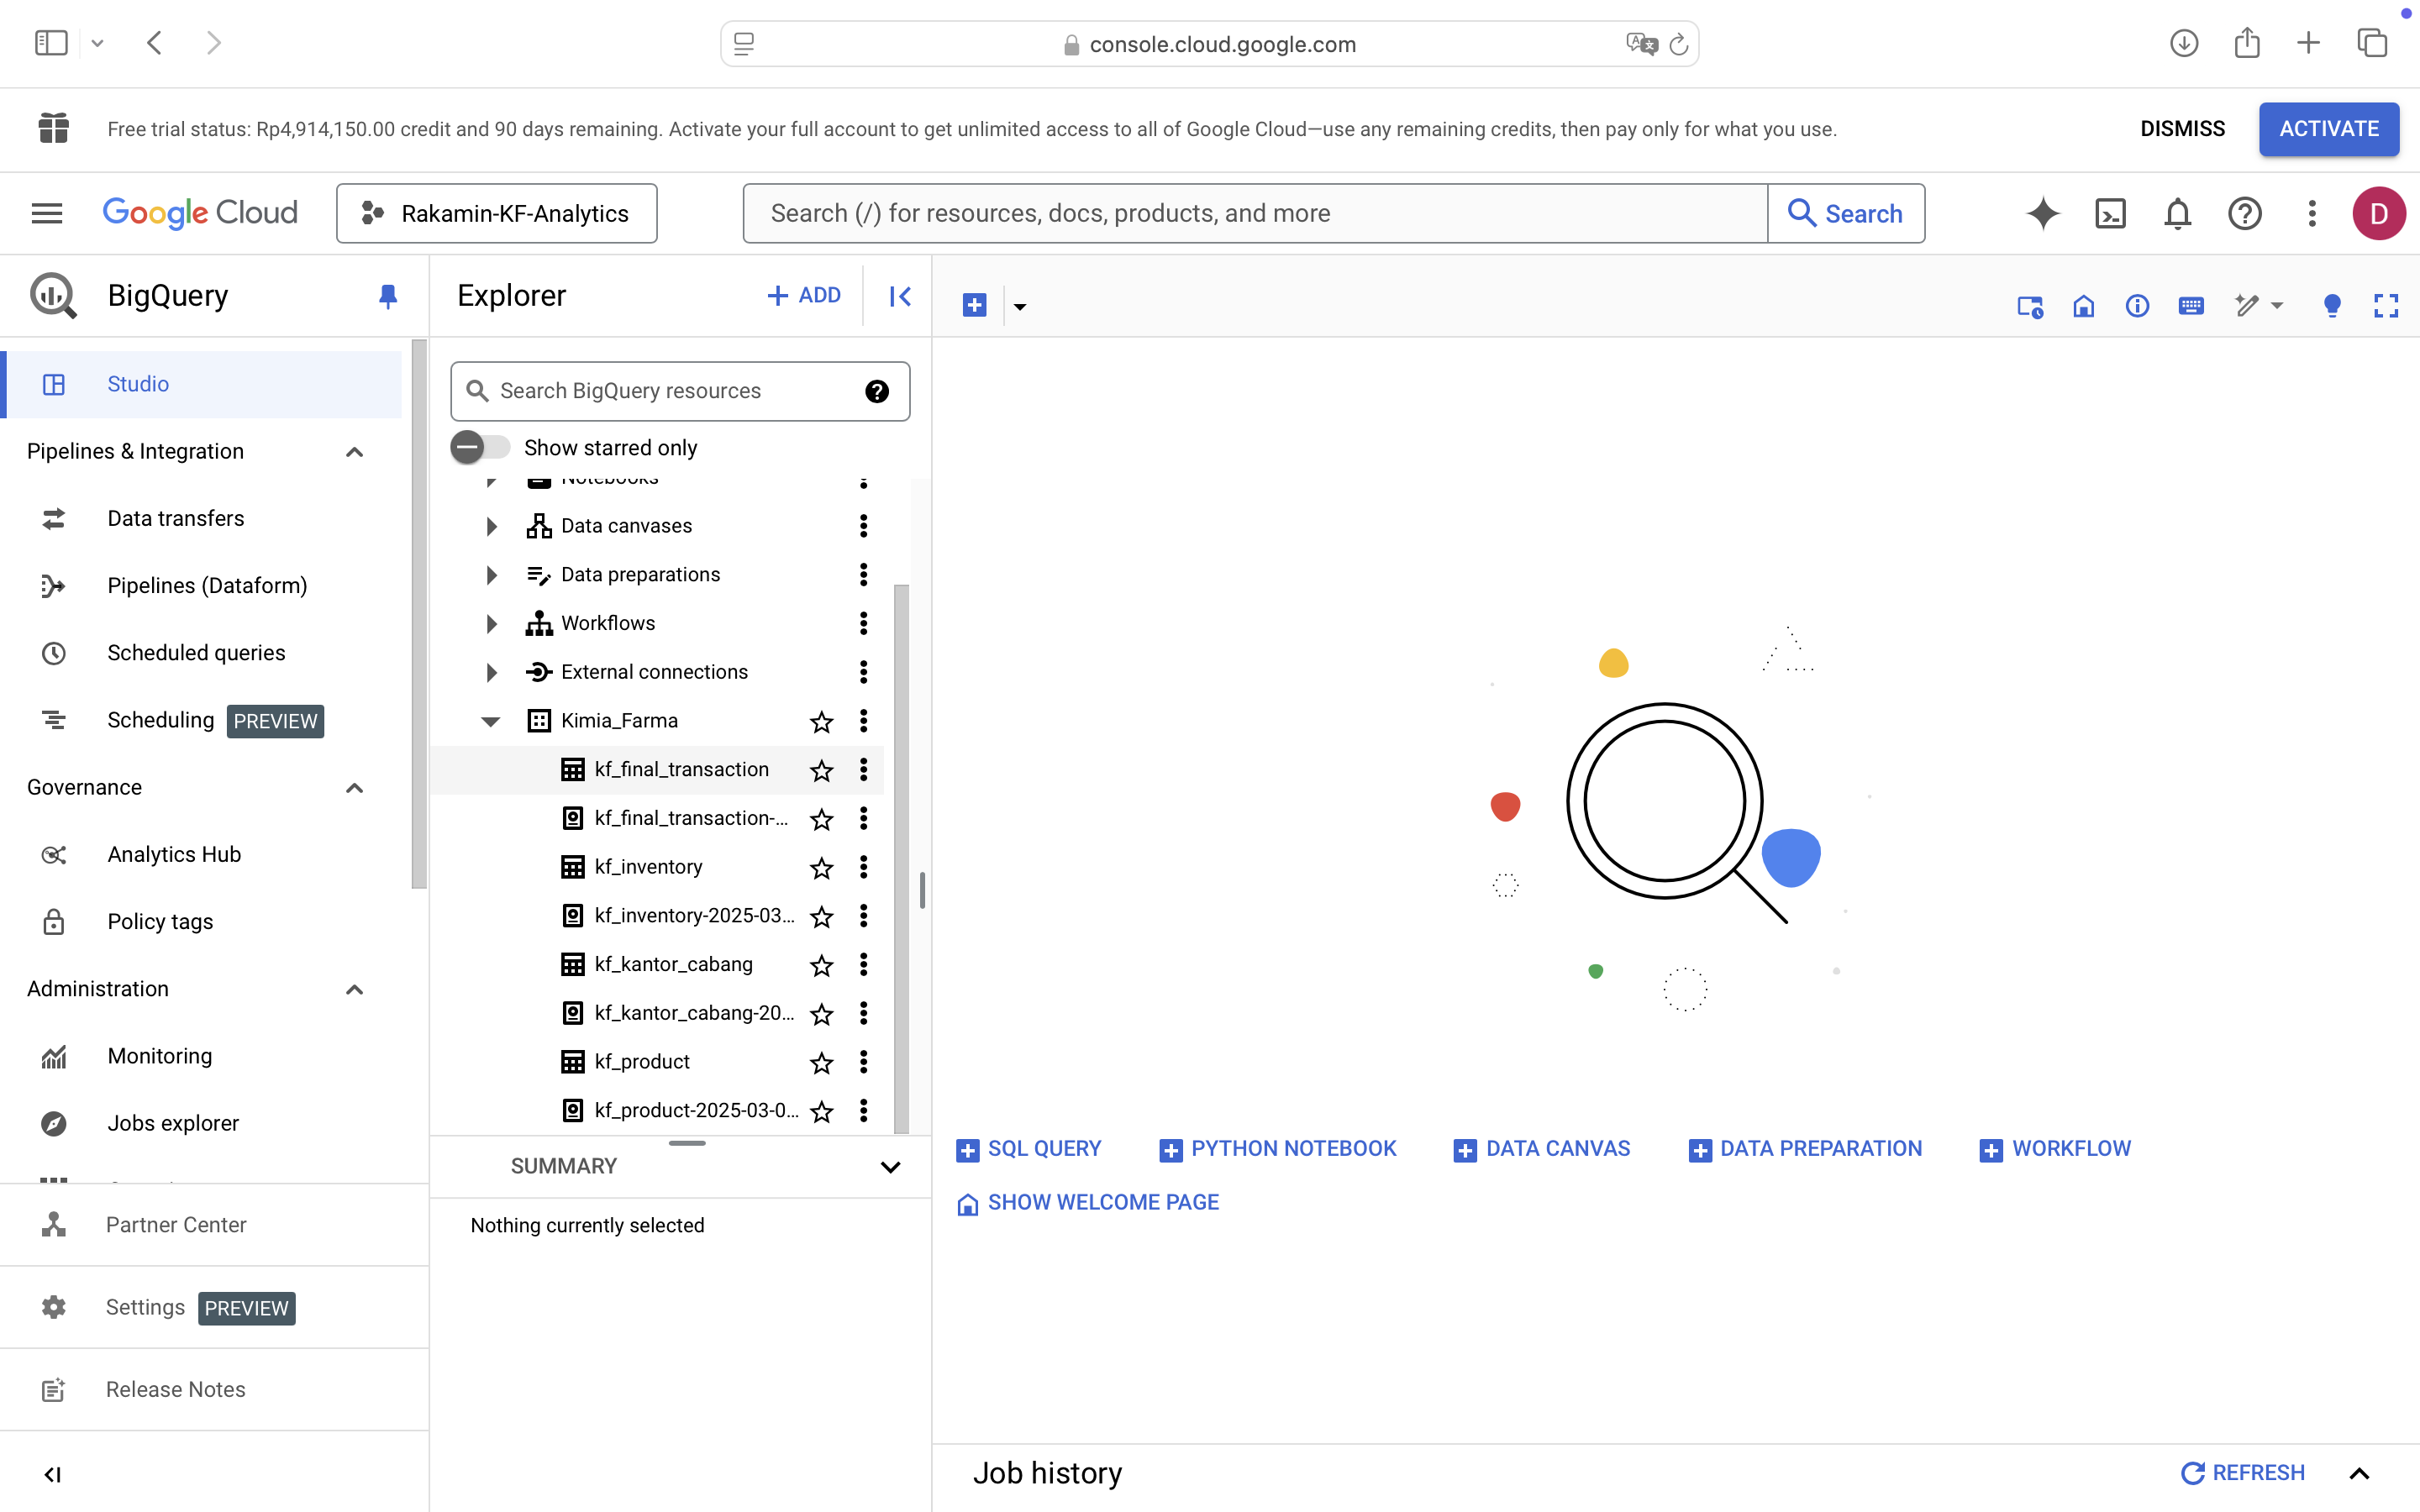 console.cloud.google.com
Free trial status: Rp4,914,150.00 credit and 90 days remaining. Activate your full account to get unlimited access to all of Google Cloud—use any remaining credits, then pay only for what you use.
DISMISS
ACTIVATE
Google Cloud
Rakamin-KF-Analytics
Search (/) for resources, docs, products, and more
Search
D
BigQuery
Studio
Pipelines & Integration
Data transfers
Pipelines (Dataform)
Scheduled queries
Scheduling PREVIEW
Governance
Analytics Hub
Policy tags
Administration
Monitoring
Jobs explorer
Partner Center
Settings PREVIEW
Release Notes
Explorer
+ ADD
Search BigQuery resources
Show starred only
Notebooks
Data canvases
Data preparations
Workflows
External connections
Kimia_Farma
kf_final_transaction
kf_final_transaction-...
kf_inventory
kf_inventory-2025-03...
kf_kantor_cabang
kf_kantor_cabang-20...
kf_product
kf_product-2025-03-0...
SUMMARY
Nothing currently selected
SQL QUERY
PYTHON NOTEBOOK
DATA CANVAS
DATA PREPARATION
WORKFLOW
SHOW WELCOME PAGE
Job history
REFRESH